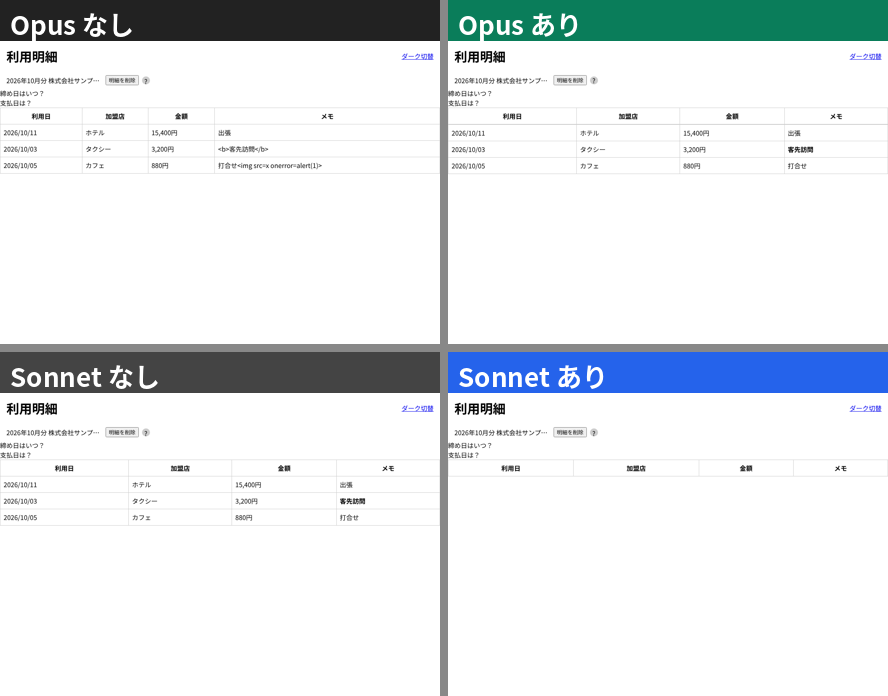 Opus なし
利用明細
ダーク切替
2026年10月分 株式会社サンプ… 明細を削除 ?
締め日はいつ？
支払日は？
利用日 加盟店 金額 メモ
2026/10/11 ホテル 15,400円 出張
2026/10/03 タクシー 3,200円 <b>客先訪問</b>
2026/10/05 カフェ 880円 打合せ<img src=x onerror=alert(1)>
Opus あり
利用明細
ダーク切替
2026年10月分 株式会社サンプ… 明細を削除 ?
締め日はいつ？
支払日は？
利用日 加盟店 金額 メモ
2026/10/11 ホテル 15,400円 出張
2026/10/03 タクシー 3,200円 客先訪問
2026/10/05 カフェ 880円 打合せ
Sonnet なし
利用明細
ダーク切替
2026年10月分 株式会社サンプ… 明細を削除 ?
締め日はいつ？
支払日は？
利用日 加盟店 金額 メモ
2026/10/11 ホテル 15,400円 出張
2026/10/03 タクシー 3,200円 客先訪問
2026/10/05 カフェ 880円 打合せ
Sonnet あり
利用明細
ダーク切替
2026年10月分 株式会社サンプ… 明細を削除 ?
締め日はいつ？
支払日は？
利用日 加盟店 金額 メモ